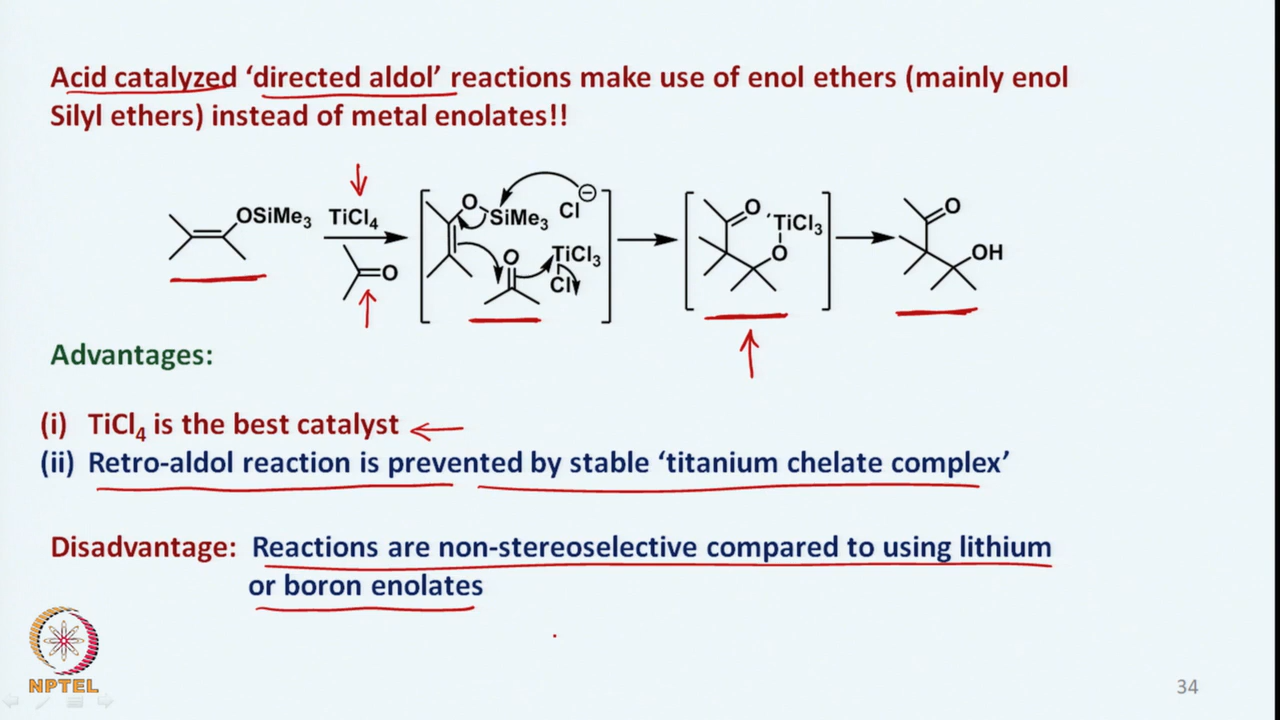 Acid catalyzed ‘directed aldol’ reactions make use of enol ethers (mainly enol
Silyl ethers) instead of metal enolates!!
OSiMe3 TiCl4 O
O SiMe3 Cl ⊖ O TiCl3 Cl
O TiCl3 O
O OH
Advantages:
(i) TiCl4 is the best catalyst
(ii) Retro-aldol reaction is prevented by stable ‘titanium chelate complex’
Disadvantage: Reactions are non-stereoselective compared to using lithium
or boron enolates
NPTEL
34